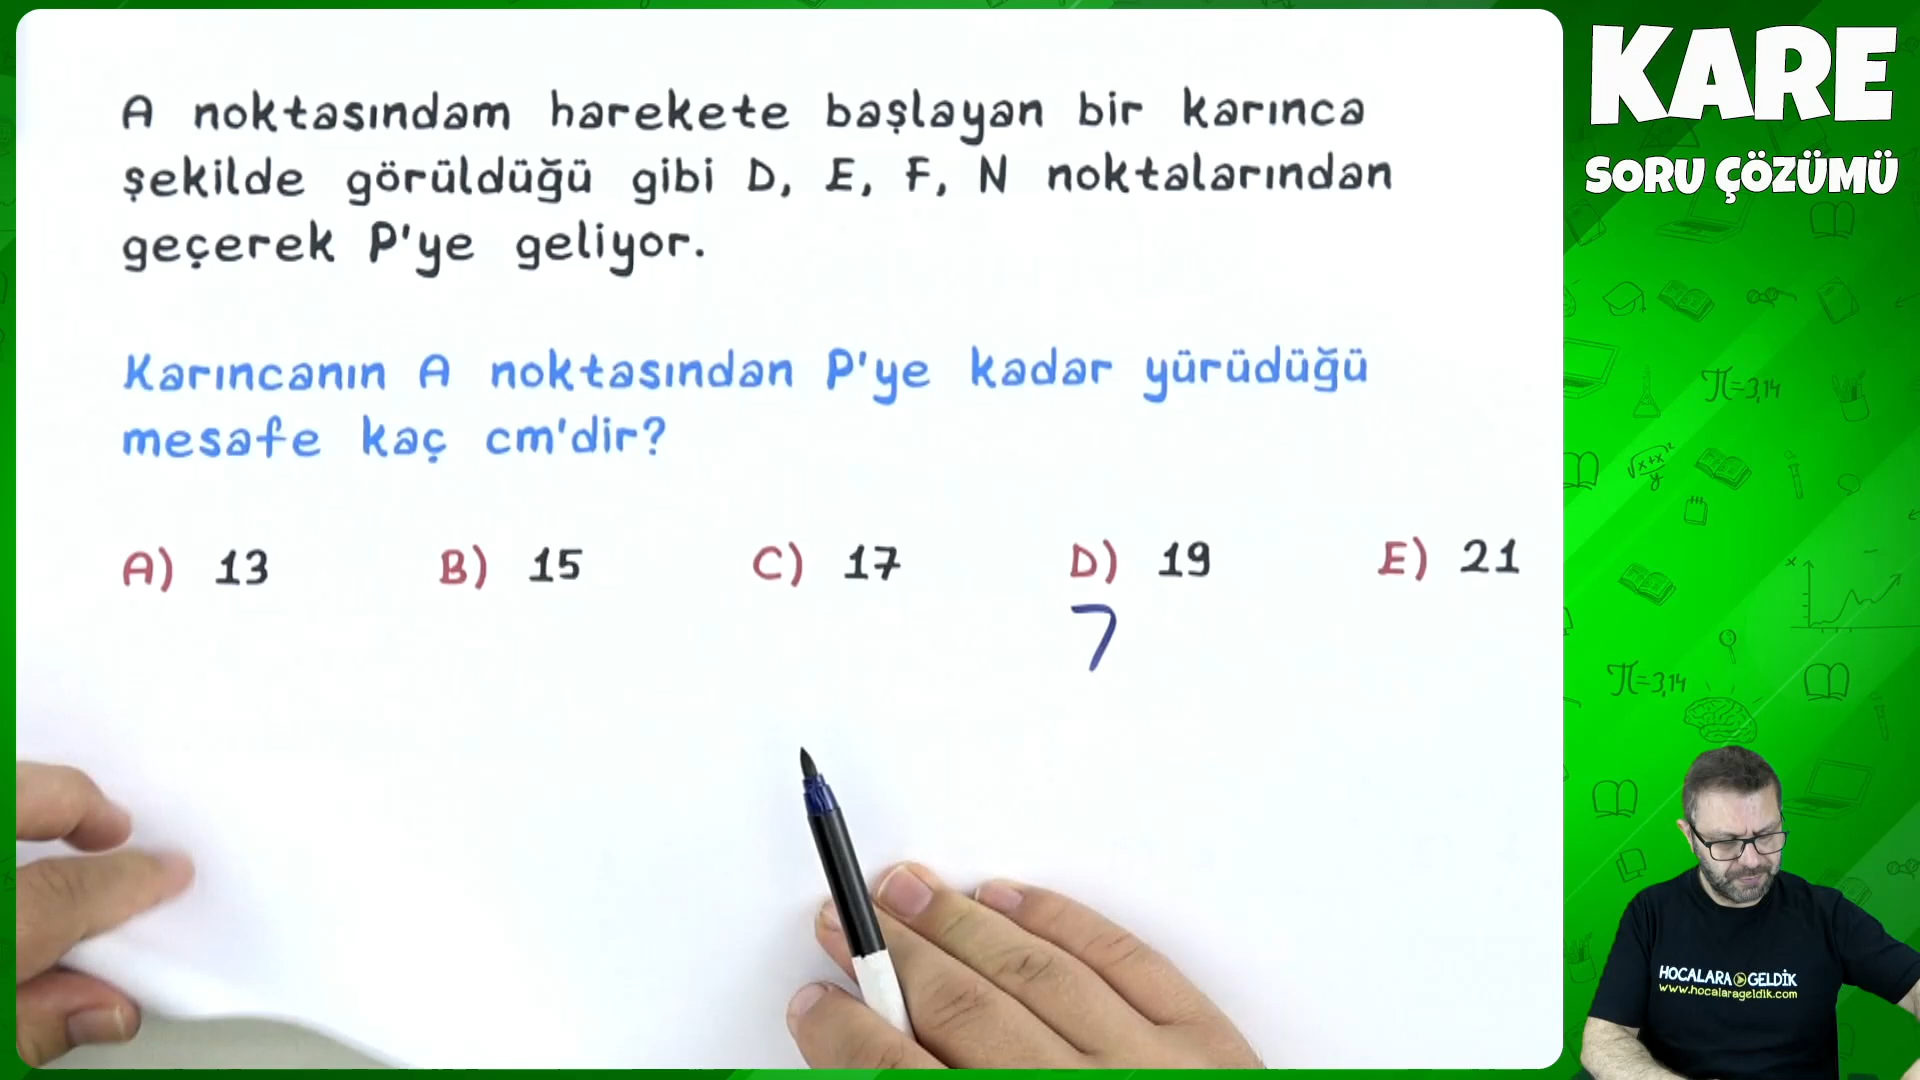 A noktasındam harekete başlayan bir karınca
şekilde görüldüğü gibi D, E, F, N noktalarından
geçerek P'ye geliyor.
Karıncanın A noktasından P'ye kadar yürüdüğü
mesafe kaç cm'dir?
A) 13 B) 15 C) 17 D) 19 E) 21
7
KARE
SORU ÇÖZÜMÜ
π=3,14
√x+x²
y
x
π=3,14
HOCALARA GELDİK
www.hocalarageldik.com